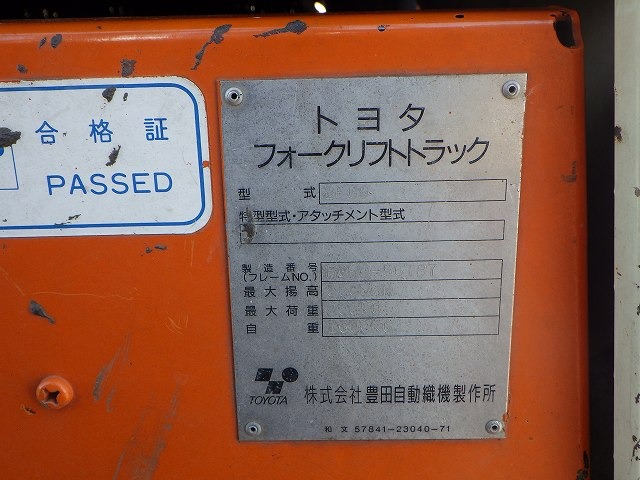 合格証
PASSED
トヨタ
フォークリフトトラック
型式
特型型式・アタッチメント型式
製造番号
(フレームNO.)
最大揚高
最大荷重
自重
TOYOTA
株式会社豊田自動織機製作所
和文 57841-23040-71